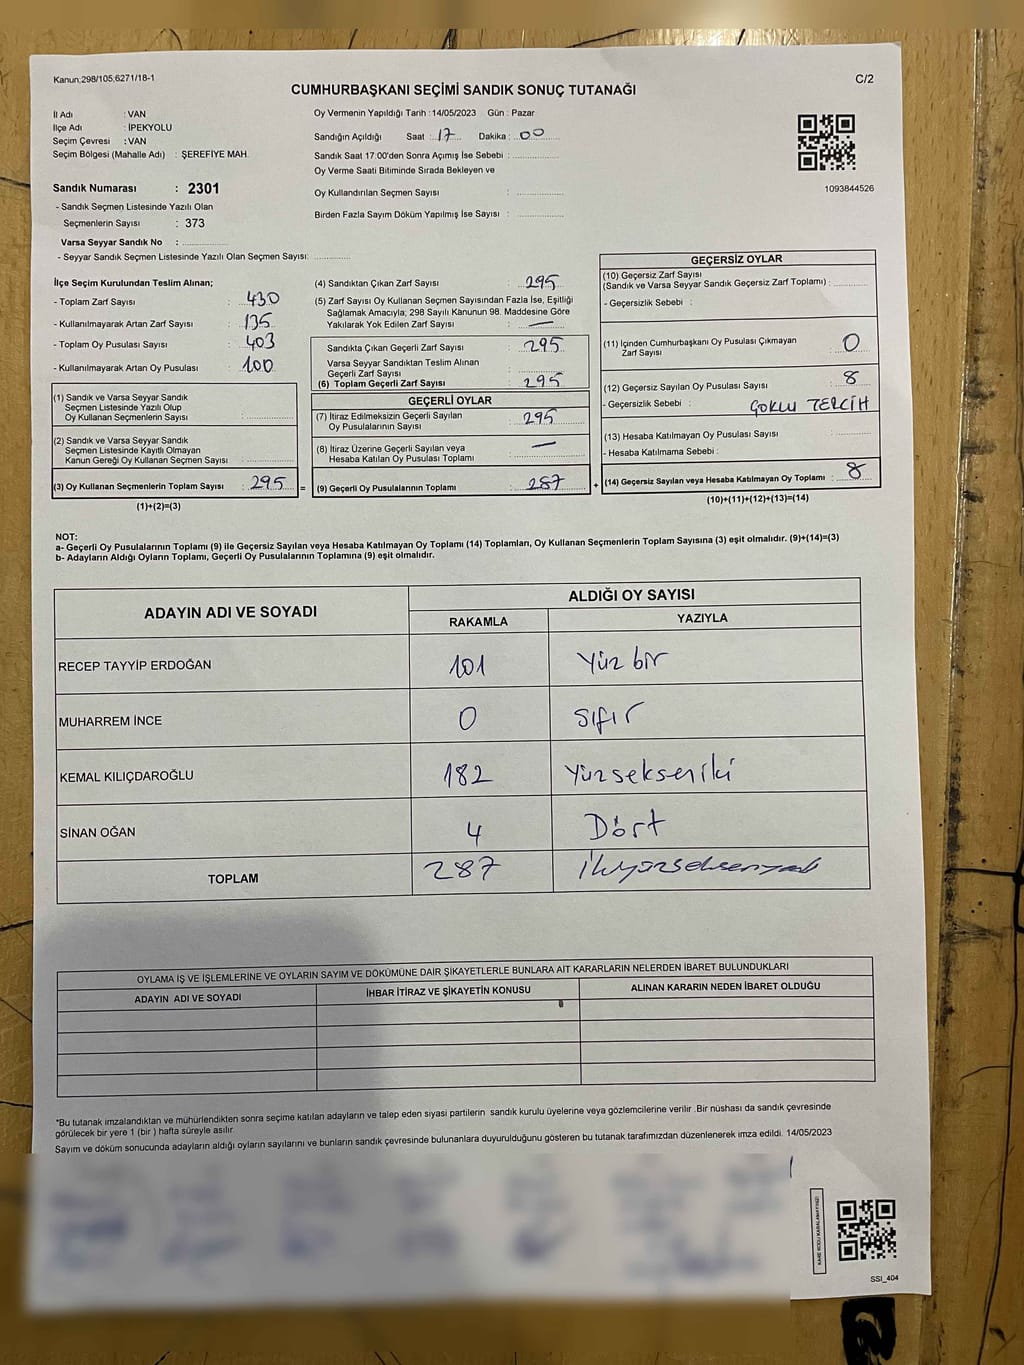 Kanun:298/105,6271/18-1
C/2
CUMHURBAŞKANI SEÇİMİ SANDIK SONUÇ TUTANAĞI
İl Adı : VAN
İlçe Adı : İPEKYOLU
Seçim Çevresi : VAN
Seçim Bölgesi (Mahalle Adı) : ŞEREFİYE MAH.
Sandık Numarası : 2301
- Sandık Seçmen Listesinde Yazılı Olan
Seçmenlerin Sayısı : 373
Varsa Seyyar Sandık No :
- Seyyar Sandık Seçmen Listesinde Yazılı Olan Seçmen Sayısı:
Oy Vermenin Yapıldığı Tarih :14/05/2023 Gün : Pazar
Sandığın Açıldığı Saat : 17 Dakika : 00
Sandık Saat 17:00'den Sonra Açımış İse Sebebi :
Oy Verme Saati Bitiminde Sırada Bekleyen ve
Oy Kullandırılan Seçmen Sayısı :
Birden Fazla Sayım Döküm Yapılmış İse Sayısı :
1093844526
İlçe Seçim Kurulundan Teslim Alınan;
- Toplam Zarf Sayısı : 430
- Kullanılmayarak Artan Zarf Sayısı : 135
- Toplam Oy Pusulası Sayısı : 403
- Kullanılmayarak Artan Oy Pusulası : 100
(1) Sandık ve Varsa Seyyar Sandık
Seçmen Listesinde Yazılı Olup
Oy Kullanan Seçmenlerin Sayısı :
(2) Sandık ve Varsa Seyyar Sandık
Seçmen Listesinde Kayıtlı Olmayan
Kanun Gereği Oy Kullanan Seçmen Sayısı :
(3) Oy Kullanan Seçmenlerin Toplam Sayısı : 295 =
(1)+(2)=(3)
(4) Sandıktan Çıkan Zarf Sayısı : 295
(5) Zarf Sayısı Oy Kullanan Seçmen Sayısından Fazla İse, Eşitliği
Sağlamak Amacıyla; 298 Sayılı Kanunun 98. Maddesine Göre
Yakılarak Yok Edilen Zarf Sayısı : —
Sandıkta Çıkan Geçerli Zarf Sayısı : 295
Varsa Seyyar Sandıktan Teslim Alınan
Geçerli Zarf Sayısı :
(6) Toplam Geçerli Zarf Sayısı : 295
GEÇERLİ OYLAR
(7) İtiraz Edilmeksizin Geçerli Sayılan
Oy Pusulalarının Sayısı : 295
(8) İtiraz Üzerine Geçerli Sayılan veya
Hesaba Katılan Oy Pusulası Toplamı : —
(9) Geçerli Oy Pusulalarının Toplamı : 287 +
GEÇERSİZ OYLAR
(10) Geçersiz Zarf Sayısı
(Sandık ve Varsa Seyyar Sandık Geçersiz Zarf Toplamı) :
- Geçersizlik Sebebi :
(11) İçinden Cumhurbaşkanı Oy Pusulası Çıkmayan
Zarf Sayısı : 0
(12) Geçersiz Sayılan Oy Pusulası Sayısı : 8
- Geçersizlik Sebebi : ÇOKLU TERCİH
(13) Hesaba Katılmayan Oy Pusulası Sayısı :
- Hesaba Katılmama Sebebi :
(14) Geçersiz Sayılan veya Hesaba Katılmayan Oy Toplamı : 8
(10)+(11)+(12)+(13)=(14)
NOT:
a- Geçerli Oy Pusulalarının Toplamı (9) ile Geçersiz Sayılan veya Hesaba Katılmayan Oy Toplamı (14) Toplamları, Oy Kullanan Seçmenlerin Toplam Sayısına (3) eşit olmalıdır. (9)+(14)=(3)
b- Adayların Aldığı Oyların Toplamı, Geçerli Oy Pusulalarının Toplamına (9) eşit olmalıdır.
ADAYIN ADI VE SOYADI
ALDIĞI OY SAYISI
RAKAMLA YAZIYLA
RECEP TAYYİP ERDOĞAN 101 Yüz bir
MUHARREM İNCE 0 Sıfır
KEMAL KILIÇDAROĞLU 182 Yüzsekseniki
SİNAN OĞAN 4 Dört
TOPLAM 287 İkiyüzseksenyedi
OYLAMA İŞ VE İŞLEMLERİNE VE OYLARIN SAYIM VE DÖKÜMÜNE DAİR ŞİKAYETLERLE BUNLARA AİT KARARLARIN NELERDEN İBARET BULUNDUKLARI
ADAYIN ADI VE SOYADI İHBAR İTİRAZ VE ŞİKAYETİN KONUSU ALINAN KARARIN NEDEN İBARET OLDUĞU
*Bu tutanak imzalandıktan ve mühürlendikten sonra seçime katılan adayların ve talep eden siyasi partilerin sandık kurulu üyelerine veya gözlemcilerine verilir .Bir nüshası da sandık çevresinde
görülecek bir yere 1 (bir ) hafta süreyle asılır.
Sayım ve döküm sonucunda adayların aldığı oyların sayılarını ve bunların sandık çevresinde bulunanlara duyurulduğunu gösteren bu tutanak tarafımızdan düzenlenerek imza edildi. 14/05/2023
KARE KODU KARALAMAYINIZ!
SSI_404